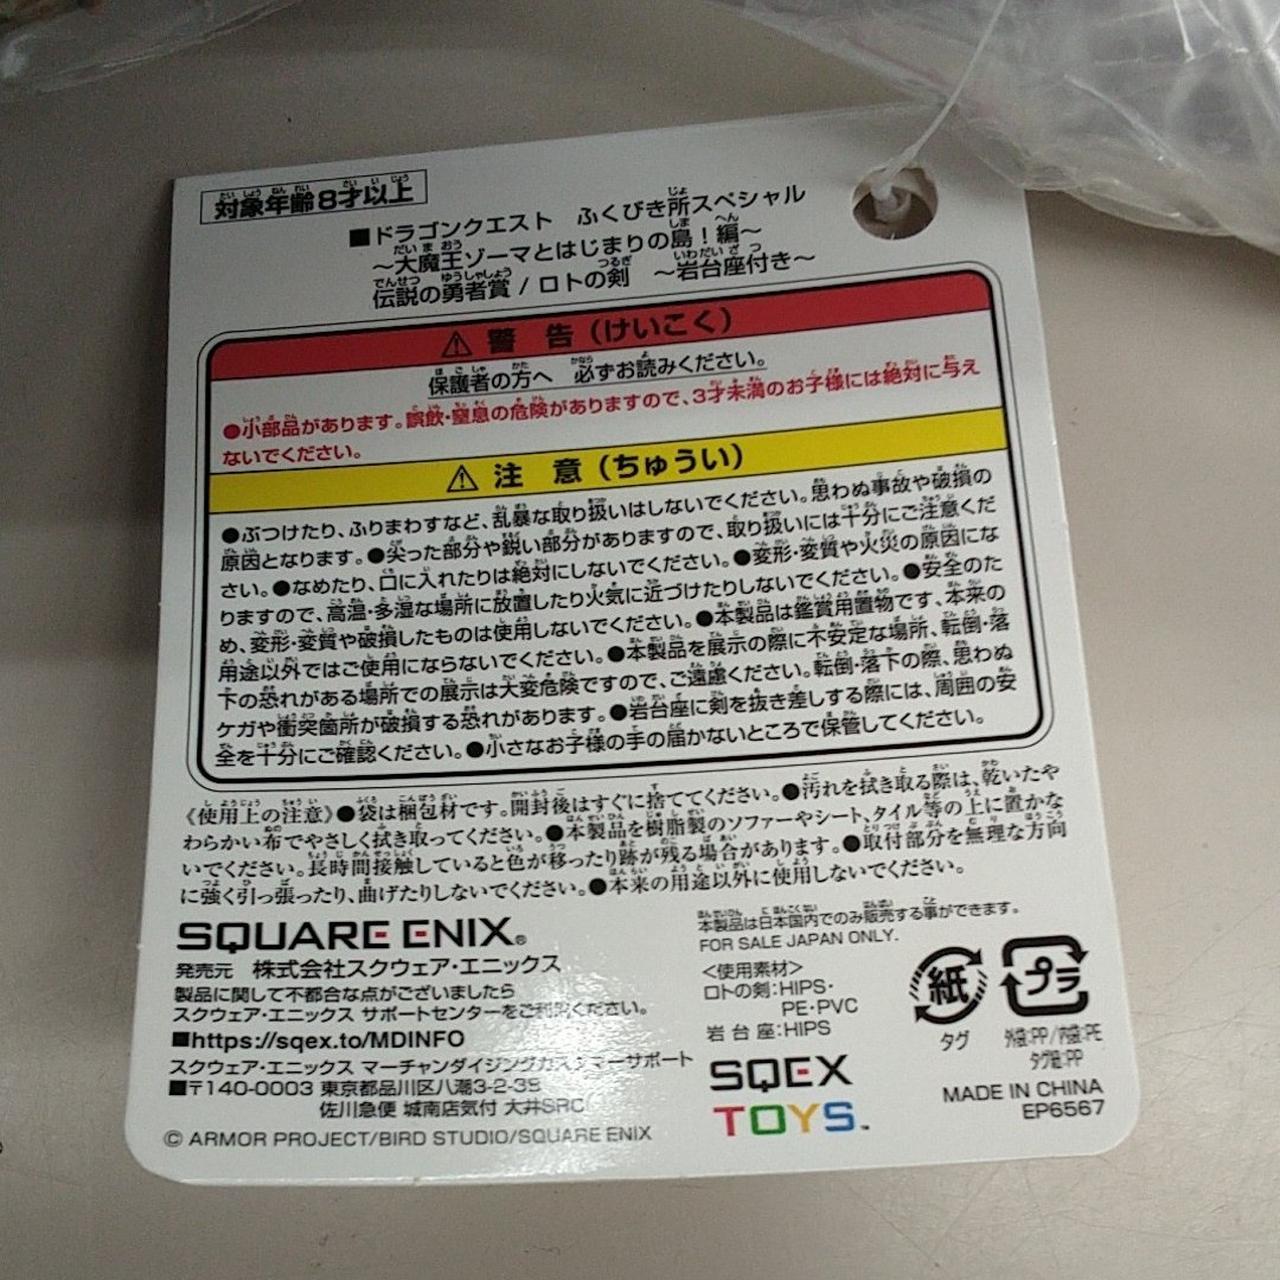 対象年齢8才以上
■ドラゴンクエスト ふくびき所スペシャル
～大魔王ゾーマとはじまりの島！編～
伝説の勇者賞 / ロトの剣 ～岩台座付き～
⚠ 警 告（けいこく）
保護者の方へ 必ずお読みください。
●小部品があります。誤飲・窒息の危険がありますので、3才未満のお子様には絶対に与え
ないでください。
⚠ 注 意（ちゅうい）
●ぶつけたり、ふりまわすなど、乱暴な取り扱いはしないでください。思わぬ事故や破損の
原因となります。●尖った部分や鋭い部分がありますので、取り扱いには十分にご注意くだ
さい。●なめたり、口に入れたりは絶対にしないでください。●変形・変質や火災の原因にな
りますので、高温・多湿な場所に放置したり火気に近づけたりしないでください。●安全のた
め、変形・変質や破損したものは使用しないでください。●本製品は鑑賞用置物です、本来の
用途以外ではご使用にならないでください。●本製品を展示の際に不安定な場所、転倒・落
下の恐れがある場所での展示は大変危険ですので、ご遠慮ください。転倒・落下の際、思わぬ
ケガや衝突箇所が破損する恐れがあります。●岩台座に剣を抜き差しする際には、周囲の安
全を十分にご確認ください。●小さなお子様の手の届かないところで保管してください。
《使用上の注意》●袋は梱包材です。開封後はすぐに捨ててください。●汚れを拭き取る際は、乾いたや
わらかい布でやさしく拭き取ってください。●本製品を樹脂製のソファーやシート、タイル等の上に置かな
いでください。長時間接触していると色が移ったり跡が残る場合があります。●取付部分を無理な方向
に強く引っ張ったり、曲げたりしないでください。●本来の用途以外に使用しないでください。
SQUARE ENIX®
発売元 株式会社スクウェア・エニックス
製品に関して不都合な点がございましたら
スクウェア・エニックス サポートセンターをご利用ください。
■https://sqex.to/MDINFO
スクウェア・エニックス マーチャンダイジングカスタマーサポート
■〒140-0003 東京都品川区八潮3-2-35
佐川急便 城南店気付 大井SRC
© ARMOR PROJECT/BIRD STUDIO/SQUARE ENIX
本製品は日本国内でのみ販売する事ができます。
FOR SALE JAPAN ONLY.
＜使用素材＞
ロトの剣：HIPS・
PE・PVC
岩台座：HIPS
SQEX
TOYS™
紙
タグ
プラ
外袋:PP/内袋:PE
タグ紐:PP
MADE IN CHINA
EP6567